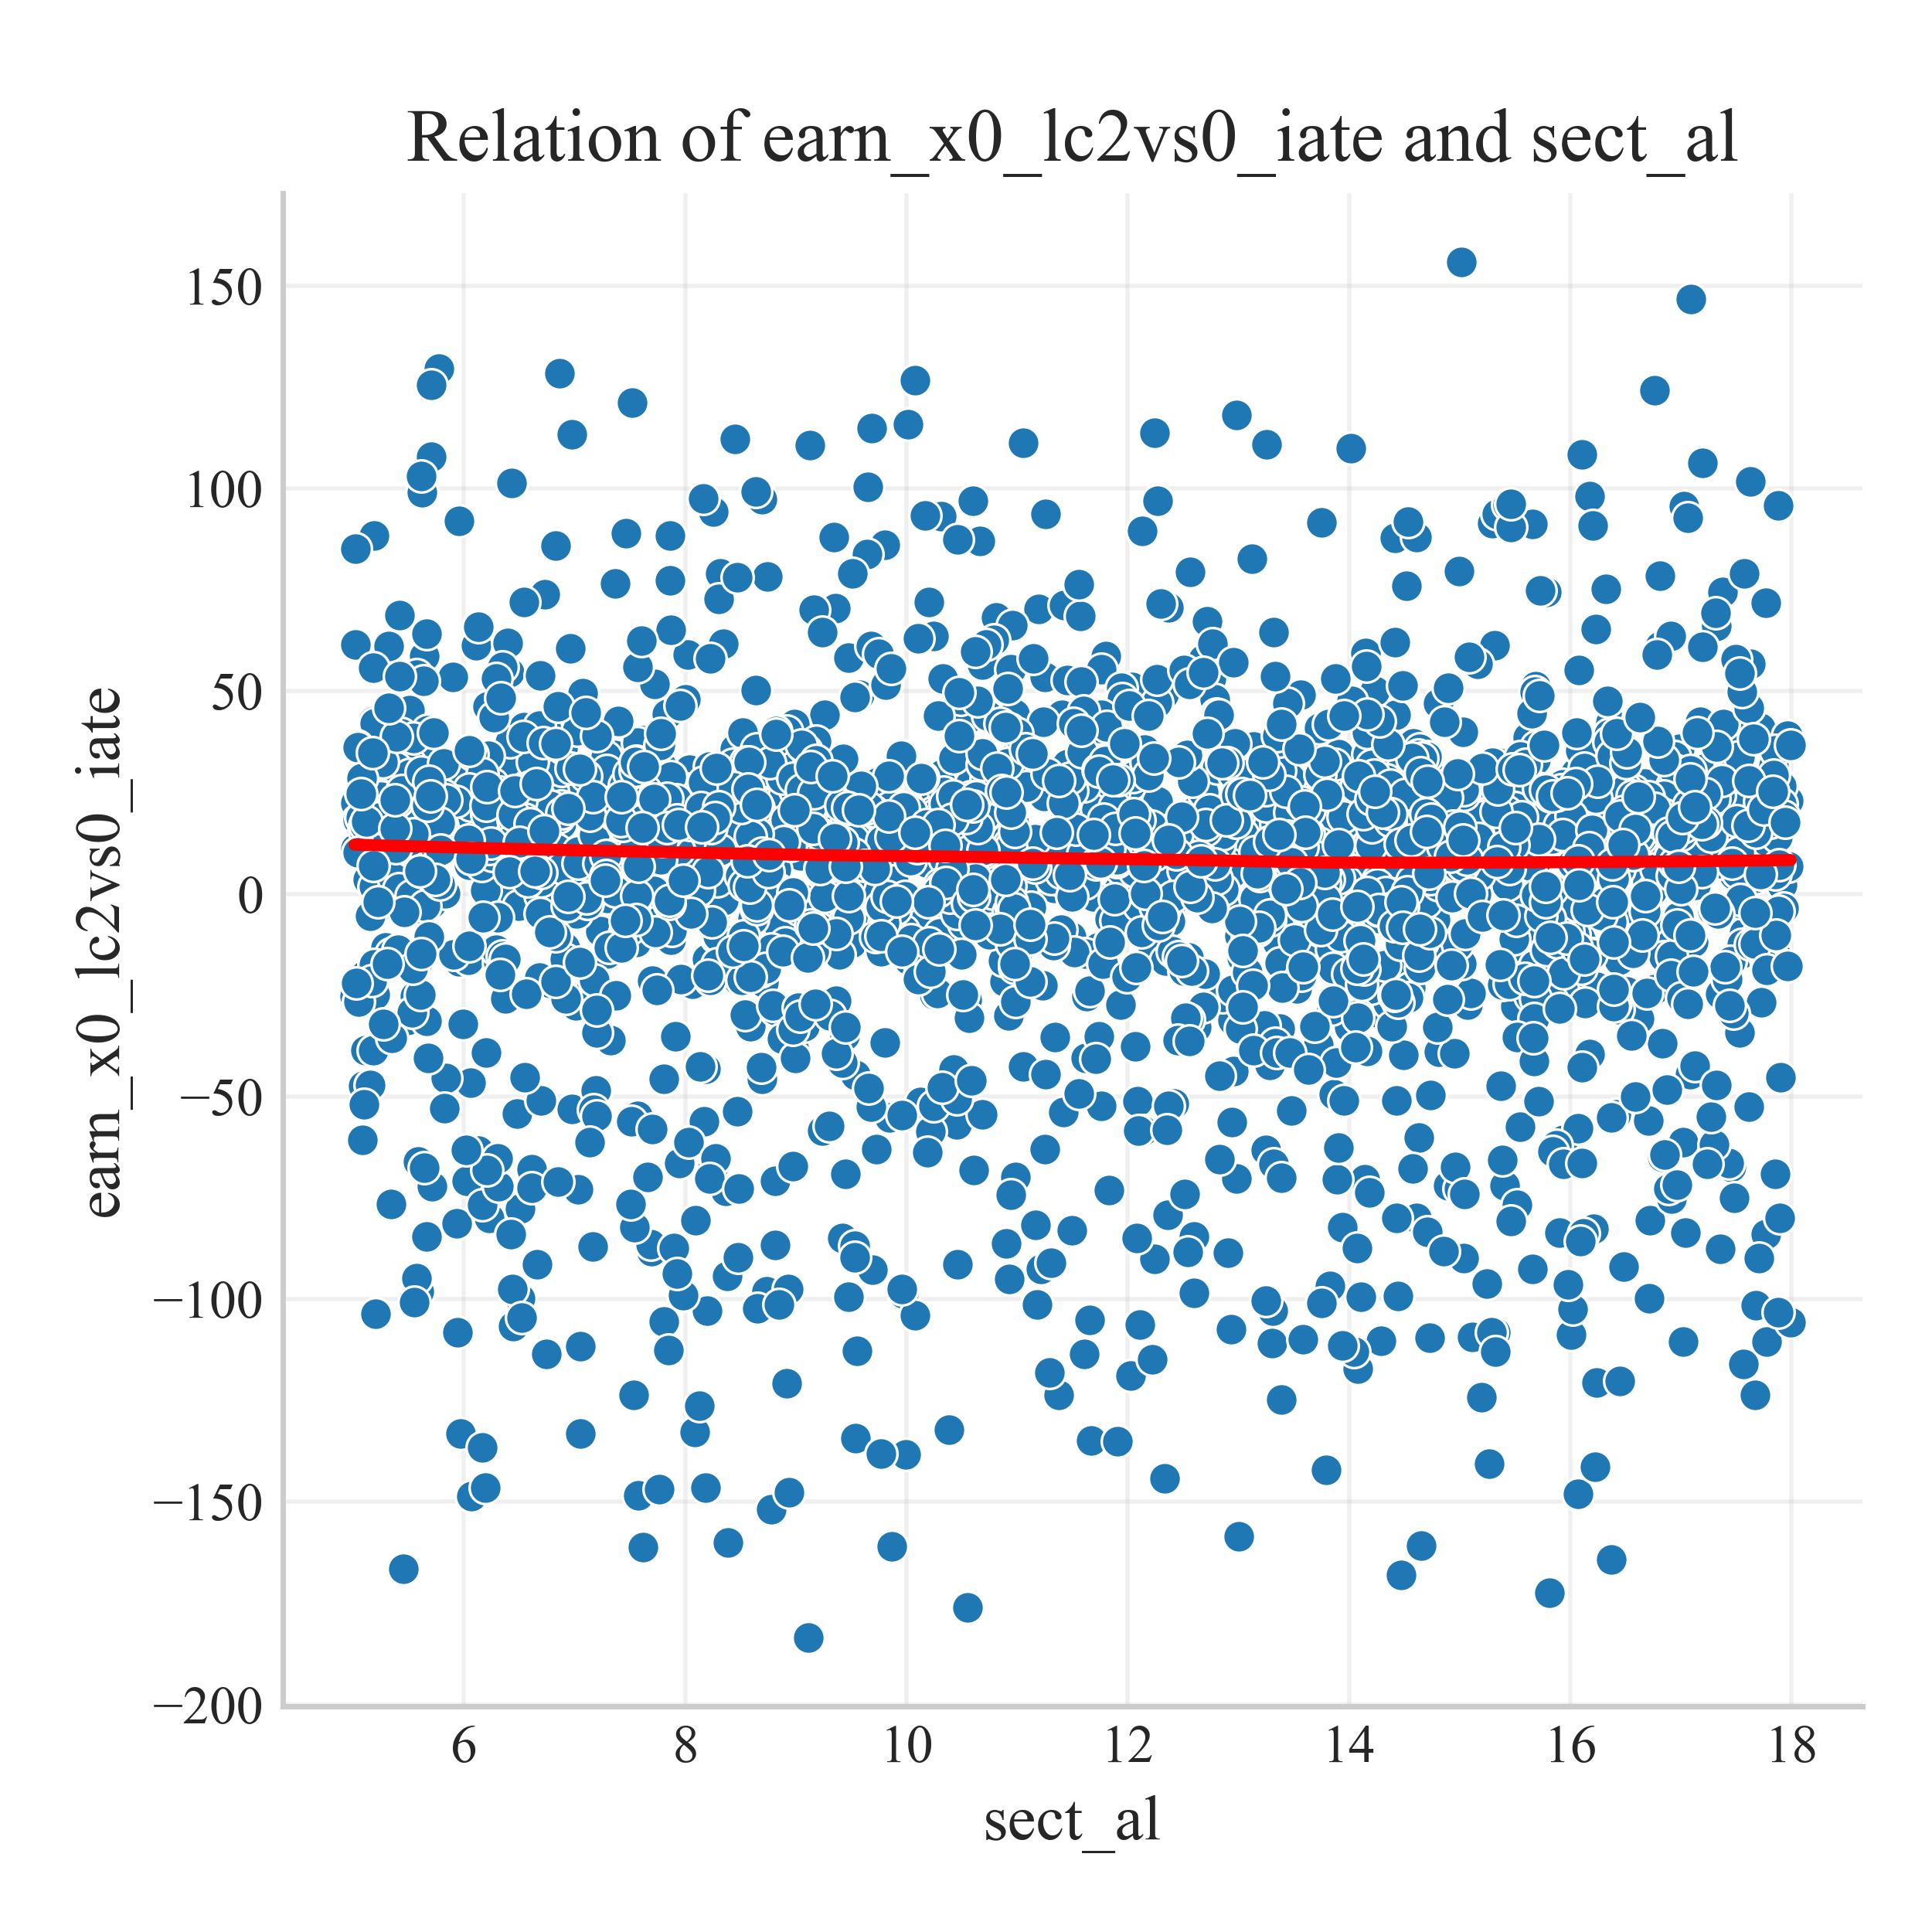 Relation of earn_x0_lc2vs0_iate and sect_al
earn_x0_lc2vs0_iate
150
100
50
0
−50
−100
−150
−200
6 8 10 12 14 16 18
sect_al